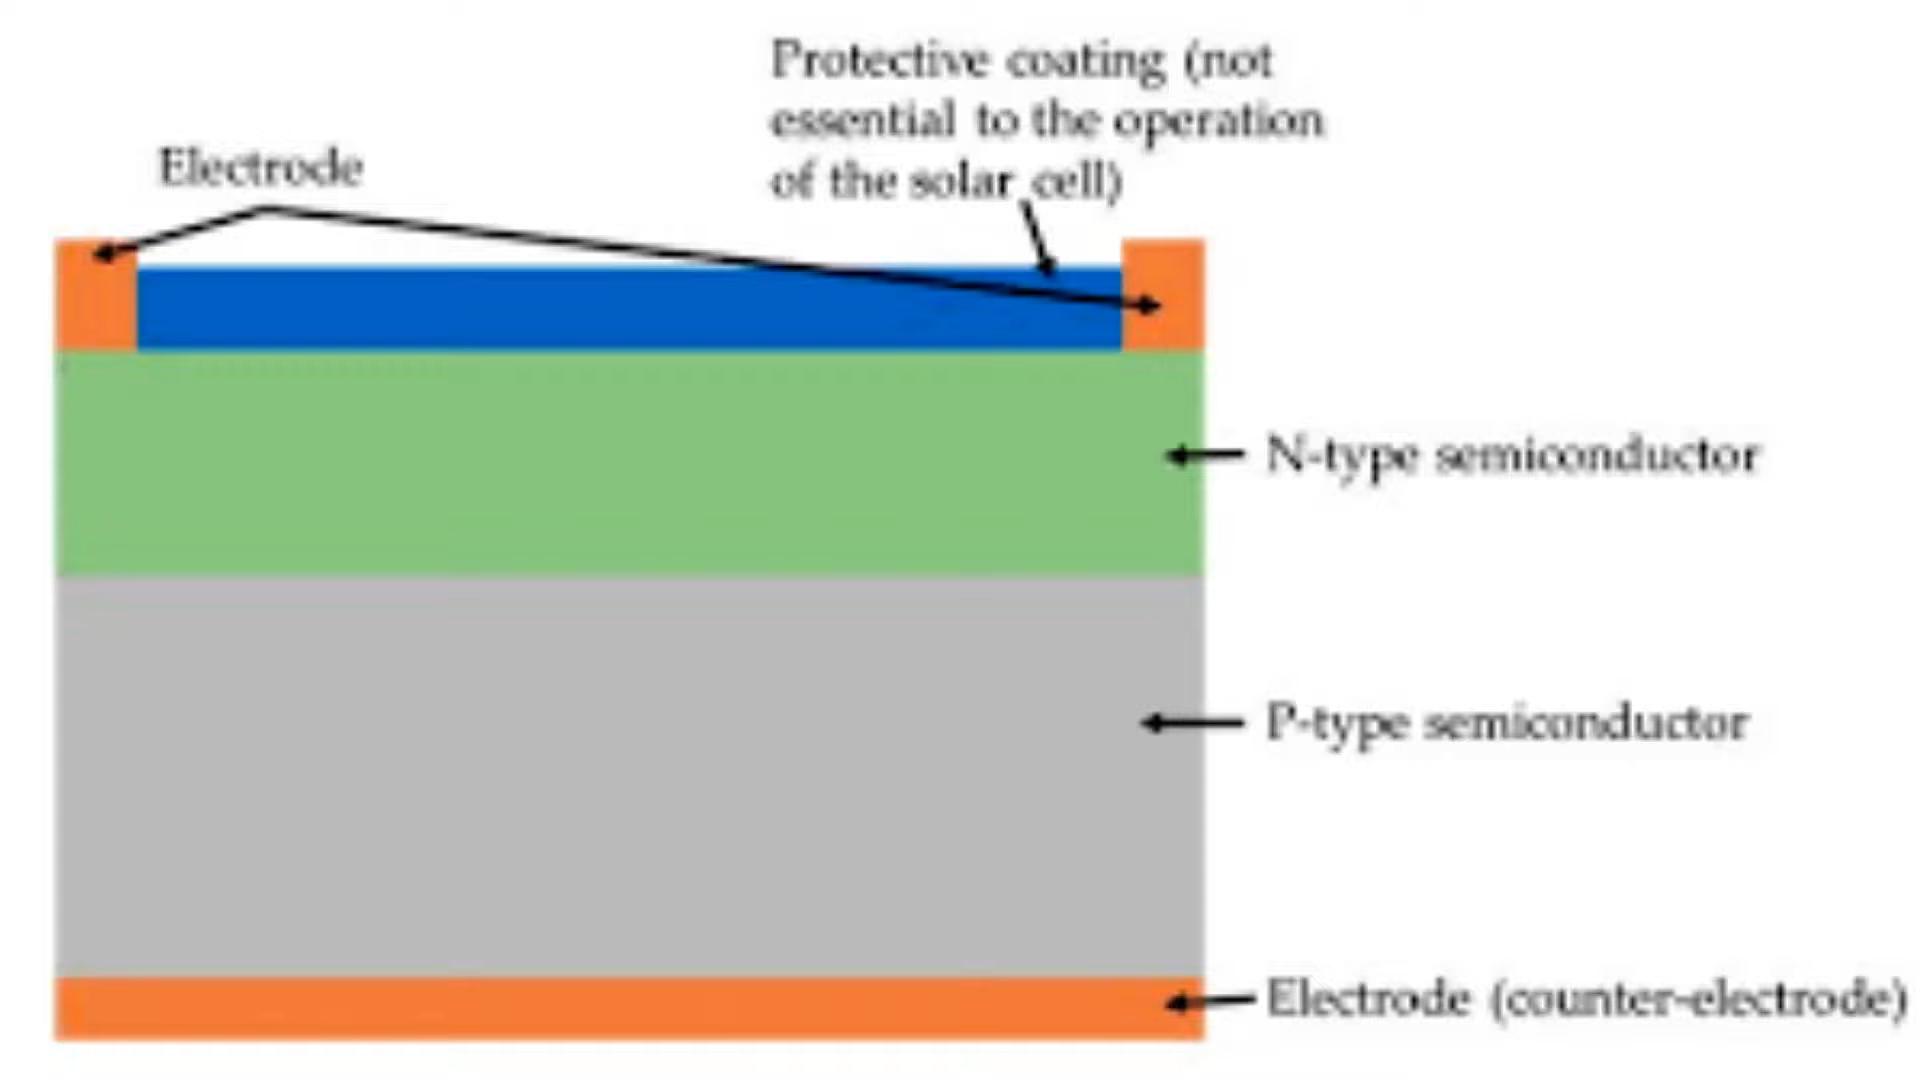 Protective coating (not
essential to the operation
of the solar cell)
Electrode
N-type semiconductor
P-type semiconductor
Electrode (counter-electrode)